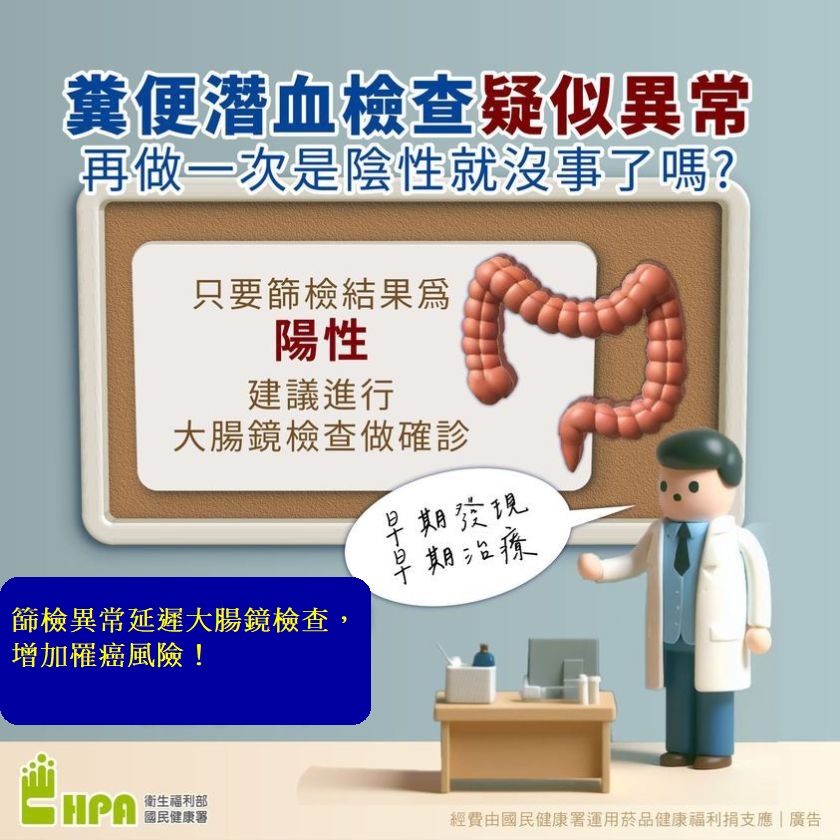 糞便潛血檢查疑似異常
再做一次是陰性就沒事了嗎?
只要篩檢結果爲
陽性
建議進行
大腸鏡檢查做確診
早期發現
早期治療
篩檢異常延遲大腸鏡檢查，
增加罹癌風險！
HPA
衛生福利部
國民健康署
經費由國民健康署運用菸品健康福利捐支應｜廣告